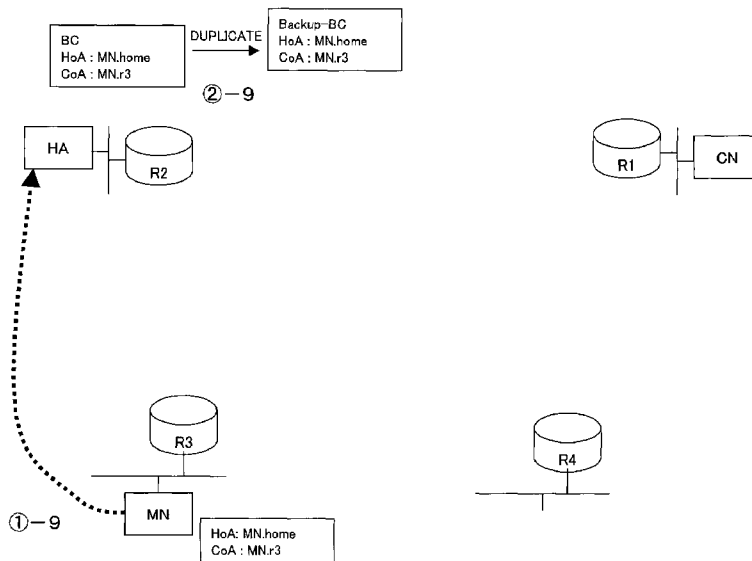 BC
HoA : MN.home
CoA : MN.r3
DUPLICATE
Backup-BC
HoA : MN.home
CoA : MN.r3
②-9
HA
R2
R1
CN
R3
R4
①-9
MN
HoA: MN.home
CoA : MN.r3